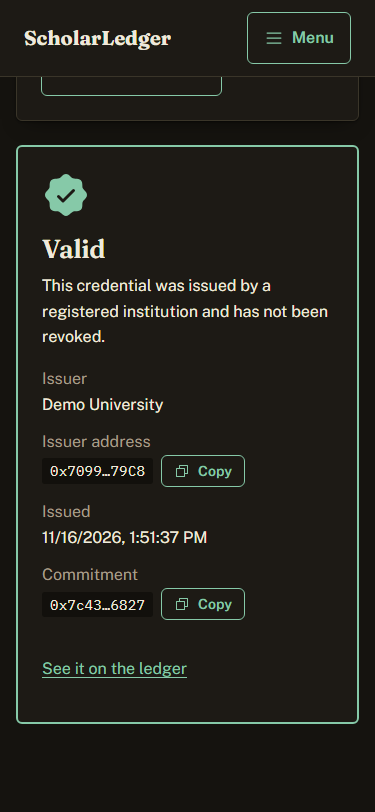 ScholarLedger
Menu
Valid
This credential was issued by a
registered institution and has not been
revoked.
Issuer
Demo University
Issuer address
0x7099…79C8
Copy
Issued
11/16/2026, 1:51:37 PM
Commitment
0x7c43…6827
Copy
See it on the ledger